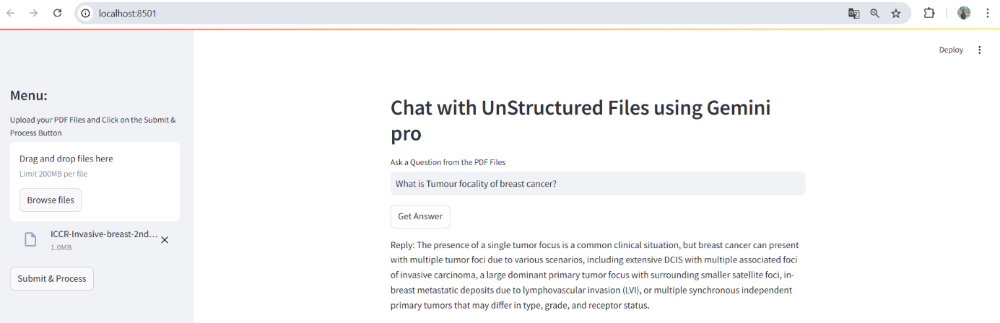 localhost:8501
Deploy
Menu:
Upload your PDF Files and Click on the Submit &
Process Button
Drag and drop files here
Limit 200MB per file
Browse files
ICCR-Invasive-breast-2nd...
1.0MB
Submit & Process
Chat with UnStructured Files using Gemini
pro
Ask a Question from the PDF Files
What is Tumour focality of breast cancer?
Get Answer
Reply: The presence of a single tumor focus is a common clinical situation, but breast cancer can present
with multiple tumor foci due to various scenarios, including extensive DCIS with multiple associated foci
of invasive carcinoma, a large dominant primary tumor focus with surrounding smaller satellite foci, in-
breast metastatic deposits due to lymphovascular invasion (LVI), or multiple synchronous independent
primary tumors that may differ in type, grade, and receptor status.